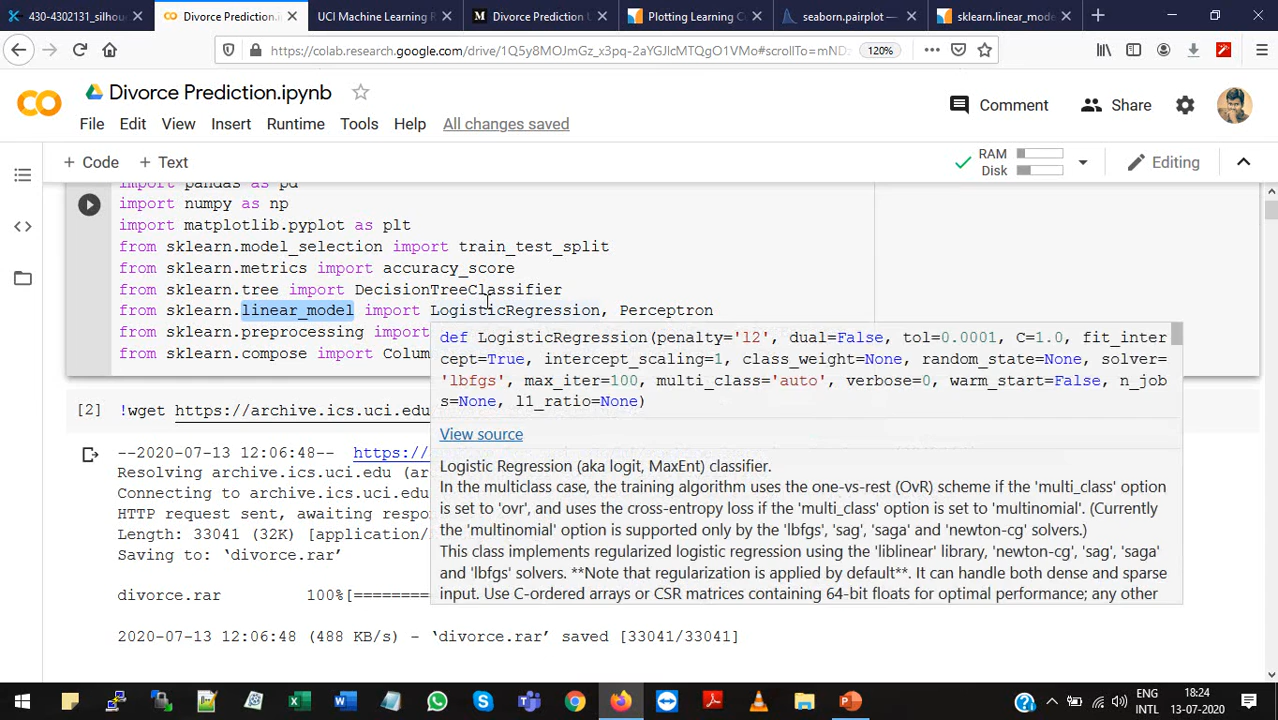 430-4302131_silhou
Divorce Prediction.
UCI Machine Learning R
Divorce Prediction U
Plotting Learning C
seaborn.pairplot —
sklearn.linear_mode
https://colab.research.google.com/drive/1Q5y8MOJmGz_x3pq-2aYGJlcMTQgO1VMo#scrollTo=mND
120%
Divorce Prediction.ipynb
Comment
Share
File Edit View Insert Runtime Tools Help All changes saved
+ Code + Text
RAM
Disk
Editing
import pandas as pd
import numpy as np
import matplotlib.pyplot as plt
from sklearn.model_selection import train_test_split
from sklearn.metrics import accuracy_score
from sklearn.tree import DecisionTreeClassifier
from sklearn.linear_model import LogisticRegression, Perceptron
from sklearn.preprocessing import
from sklearn.compose import Colum
def LogisticRegression(penalty='l2', dual=False, tol=0.0001, C=1.0, fit_inter
cept=True, intercept_scaling=1, class_weight=None, random_state=None, solver=
'lbfgs', max_iter=100, multi_class='auto', verbose=0, warm_start=False, n_job
s=None, l1_ratio=None)
View source
Logistic Regression (aka logit, MaxEnt) classifier.
In the multiclass case, the training algorithm uses the one-vs-rest (OvR) scheme if the 'multi_class' option
is set to 'ovr', and uses the cross-entropy loss if the 'multi_class' option is set to 'multinomial'. (Currently
the 'multinomial' option is supported only by the 'lbfgs', 'sag', 'saga' and 'newton-cg' solvers.)
This class implements regularized logistic regression using the 'liblinear' library, 'newton-cg', 'sag', 'saga'
and 'lbfgs' solvers. **Note that regularization is applied by default**. It can handle both dense and sparse
input. Use C-ordered arrays or CSR matrices containing 64-bit floats for optimal performance; any other
[2] !wget https://archive.ics.uci.edu
--2020-07-13 12:06:48-- https://
Resolving archive.ics.uci.edu (ar
Connecting to archive.ics.uci.edu
HTTP request sent, awaiting respo
Length: 33041 (32K) [application/
Saving to: ‘divorce.rar’
divorce.rar 100%[===========
2020-07-13 12:06:48 (488 KB/s) - ‘divorce.rar’ saved [33041/33041]
ENG
INTL
18:24
13-07-2020